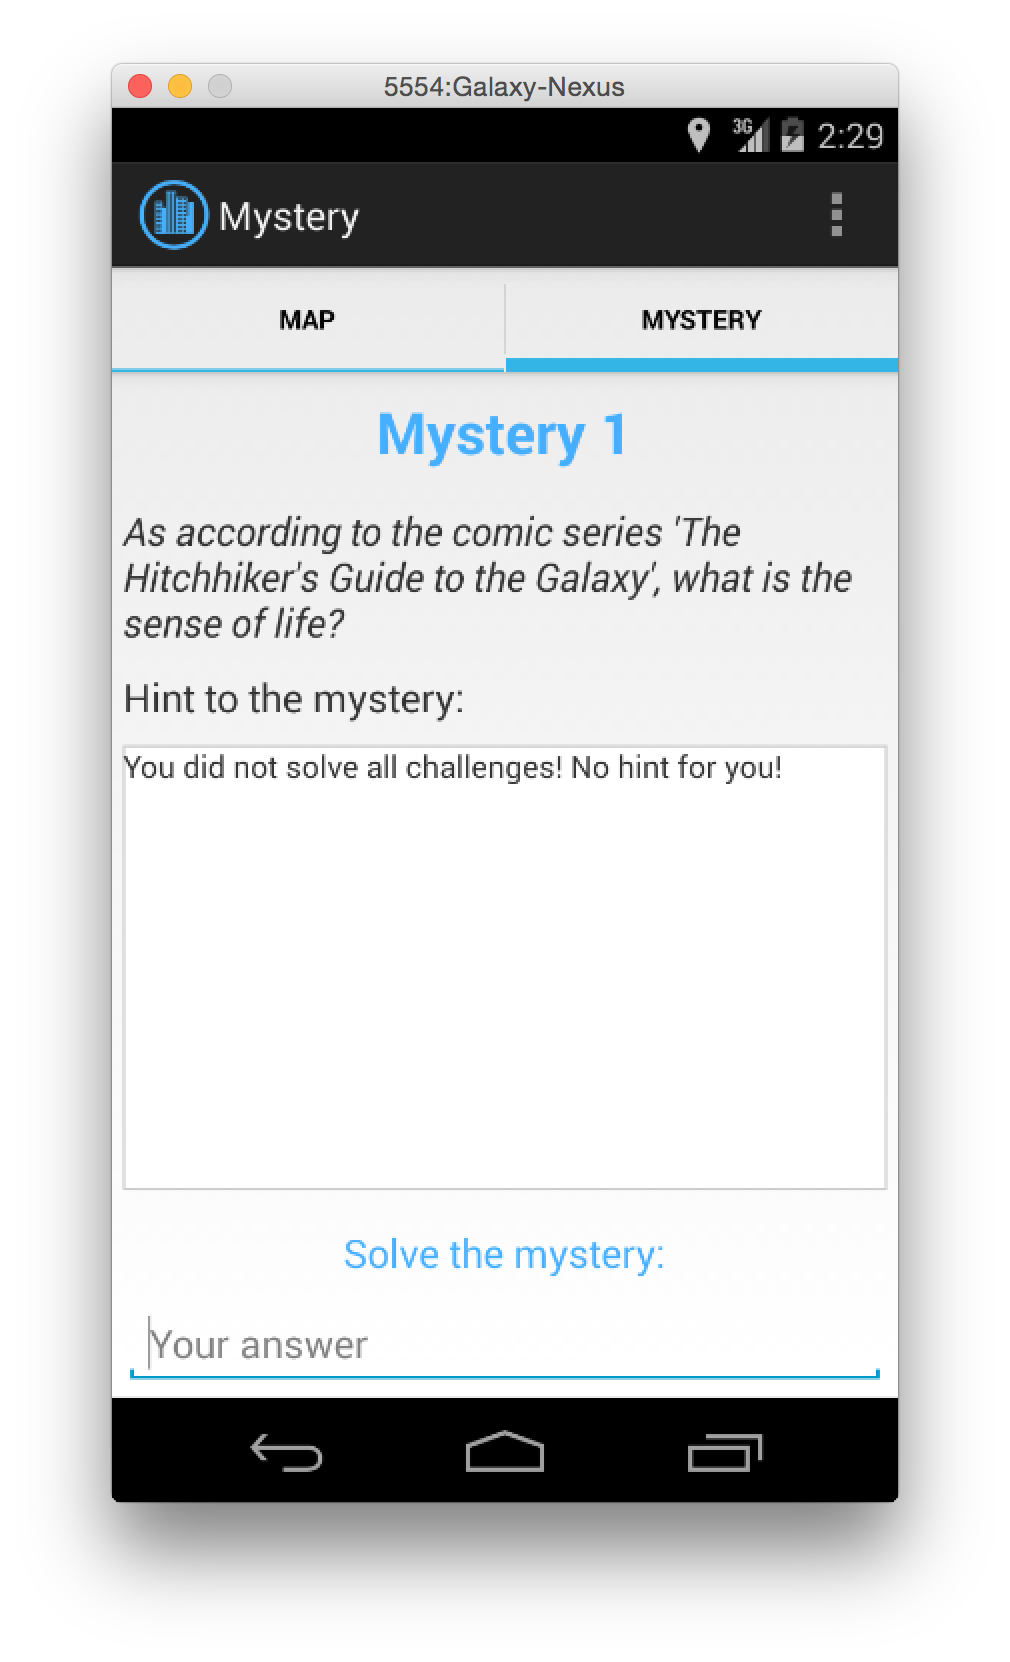 5554:Galaxy-Nexus
3G 2:29
Mystery
MAP MYSTERY
Mystery 1
As according to the comic series 'The
Hitchhiker's Guide to the Galaxy', what is the
sense of life?
Hint to the mystery:
You did not solve all challenges! No hint for you!
Solve the mystery:
Your answer